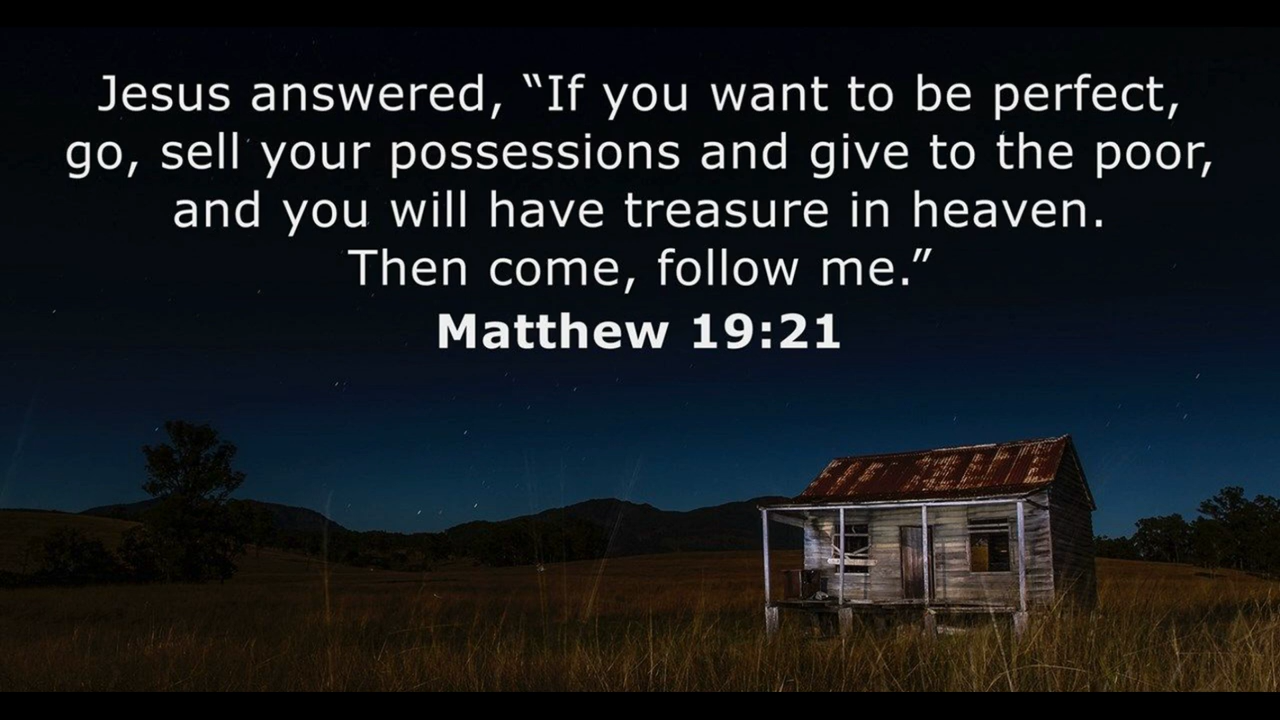 Jesus answered, “If you want to be perfect,
go, sell your possessions and give to the poor,
and you will have treasure in heaven.
Then come, follow me.”
Matthew 19:21